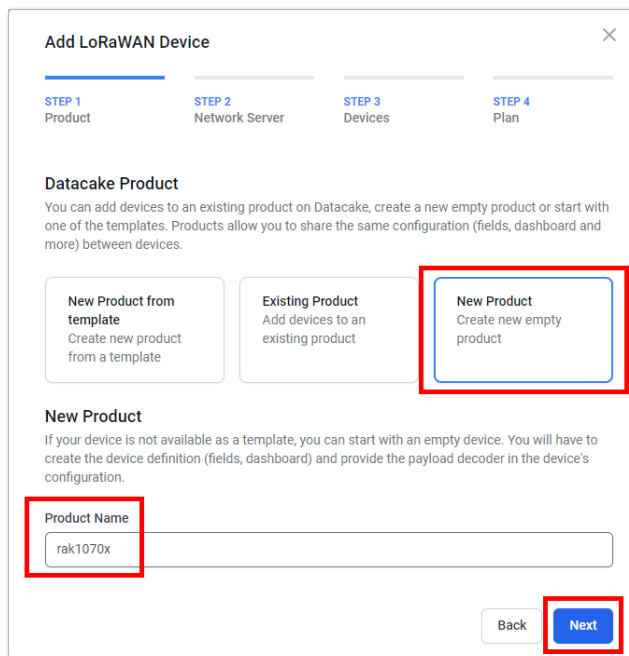 Add LoRaWAN Device
STEP 1
Product
STEP 2
Network Server
STEP 3
Devices
STEP 4
Plan
Datacake Product
You can add devices to an existing product on Datacake, create a new empty product or start with
one of the templates. Products allow you to share the same configuration (fields, dashboard and
more) between devices.
New Product from
template
Create new product
from a template
Existing Product
Add devices to an
existing product
New Product
Create new empty
product
New Product
If your device is not available as a template, you can start with an empty device. You will have to
create the device definition (fields, dashboard) and provide the payload decoder in the device's
configuration.
Product Name
rak1070x
Back
Next